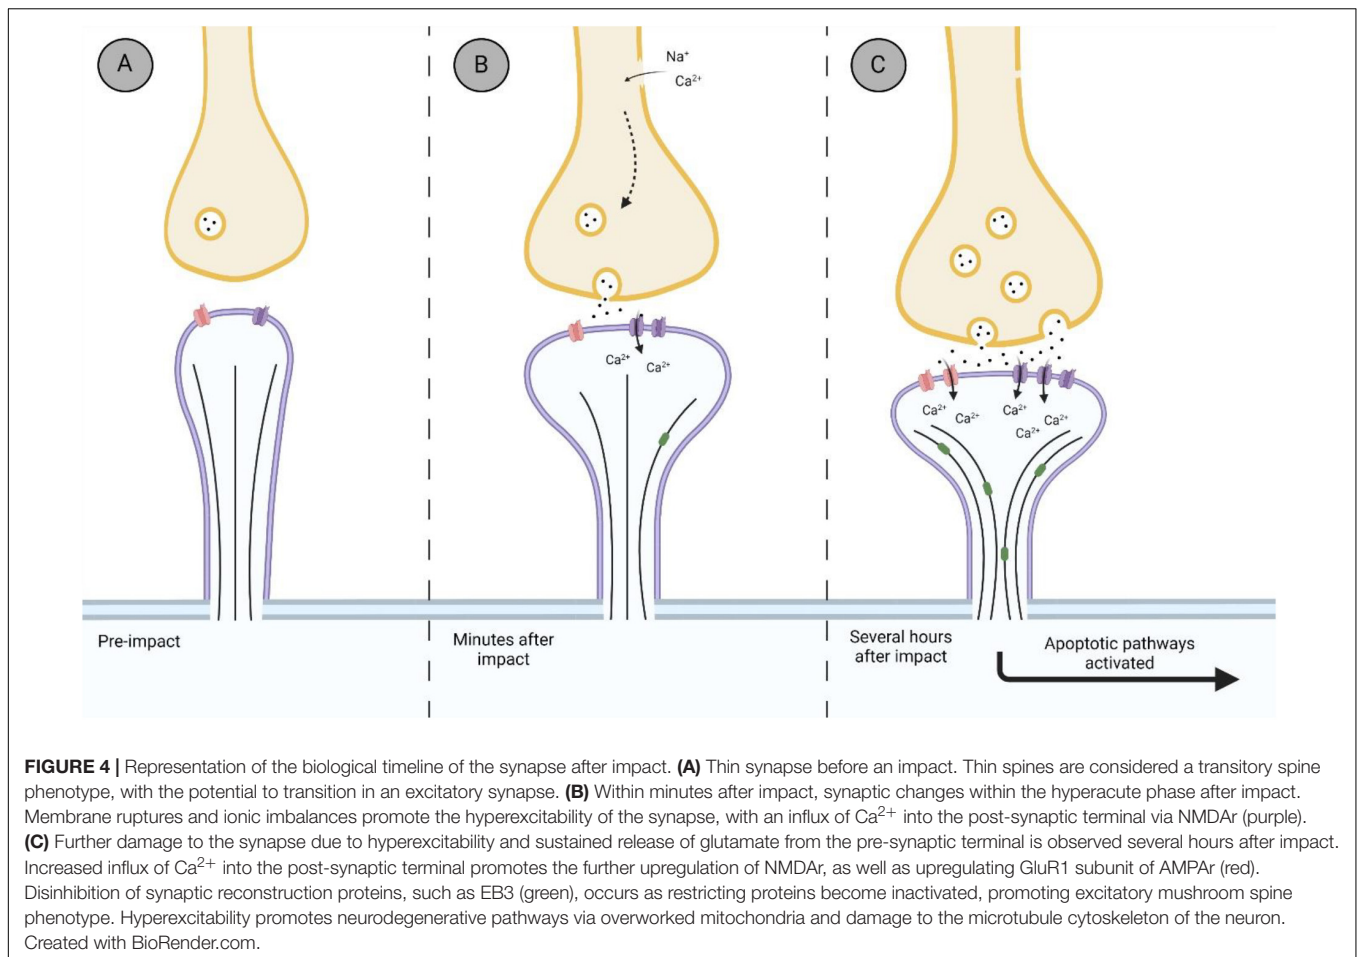 A
B
C
Na⁺
Ca²⁺
Ca²⁺
Ca²⁺
Ca²⁺
Ca²⁺
Ca²⁺
Ca²⁺
Ca²⁺
Pre-impact
Minutes after
impact
Several hours
after impact
Apoptotic pathways
activated
FIGURE 4 | Representation of the biological timeline of the synapse after impact. (A) Thin synapse before an impact. Thin spines are considered a transitory spine
phenotype, with the potential to transition in an excitatory synapse. (B) Within minutes after impact, synaptic changes within the hyperacute phase after impact.
Membrane ruptures and ionic imbalances promote the hyperexcitability of the synapse, with an influx of Ca²⁺ into the post-synaptic terminal via NMDAr (purple).
(C) Further damage to the synapse due to hyperexcitability and sustained release of glutamate from the pre-synaptic terminal is observed several hours after impact.
Increased influx of Ca²⁺ into the post-synaptic terminal promotes the further upregulation of NMDAr, as well as upregulating GluR1 subunit of AMPAr (red).
Disinhibition of synaptic reconstruction proteins, such as EB3 (green), occurs as restricting proteins become inactivated, promoting excitatory mushroom spine
phenotype. Hyperexcitability promotes neurodegenerative pathways via overworked mitochondria and damage to the microtubule cytoskeleton of the neuron.
Created with BioRender.com.